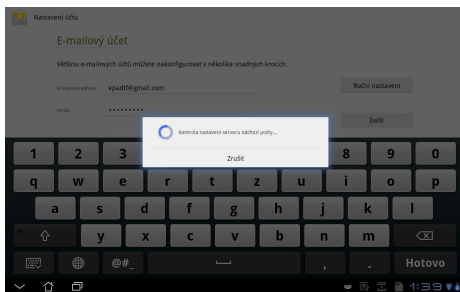 Nastavení účtu
E-mailový účet
Většinu e-mailových účtů můžete nakonfigurovat v několika snadných krocích.
E-mailová adresa epadtf@gmail.com Ruční nastavení
Heslo •••••••••
Další
Kontrola nastavení serveru odchozí pošty...
Zrušit
1 2 3 8 9 0
q w e r t z u i o p
a s d f g h j k l
y x c v b n m
@#_ , . Hotovo
1:39